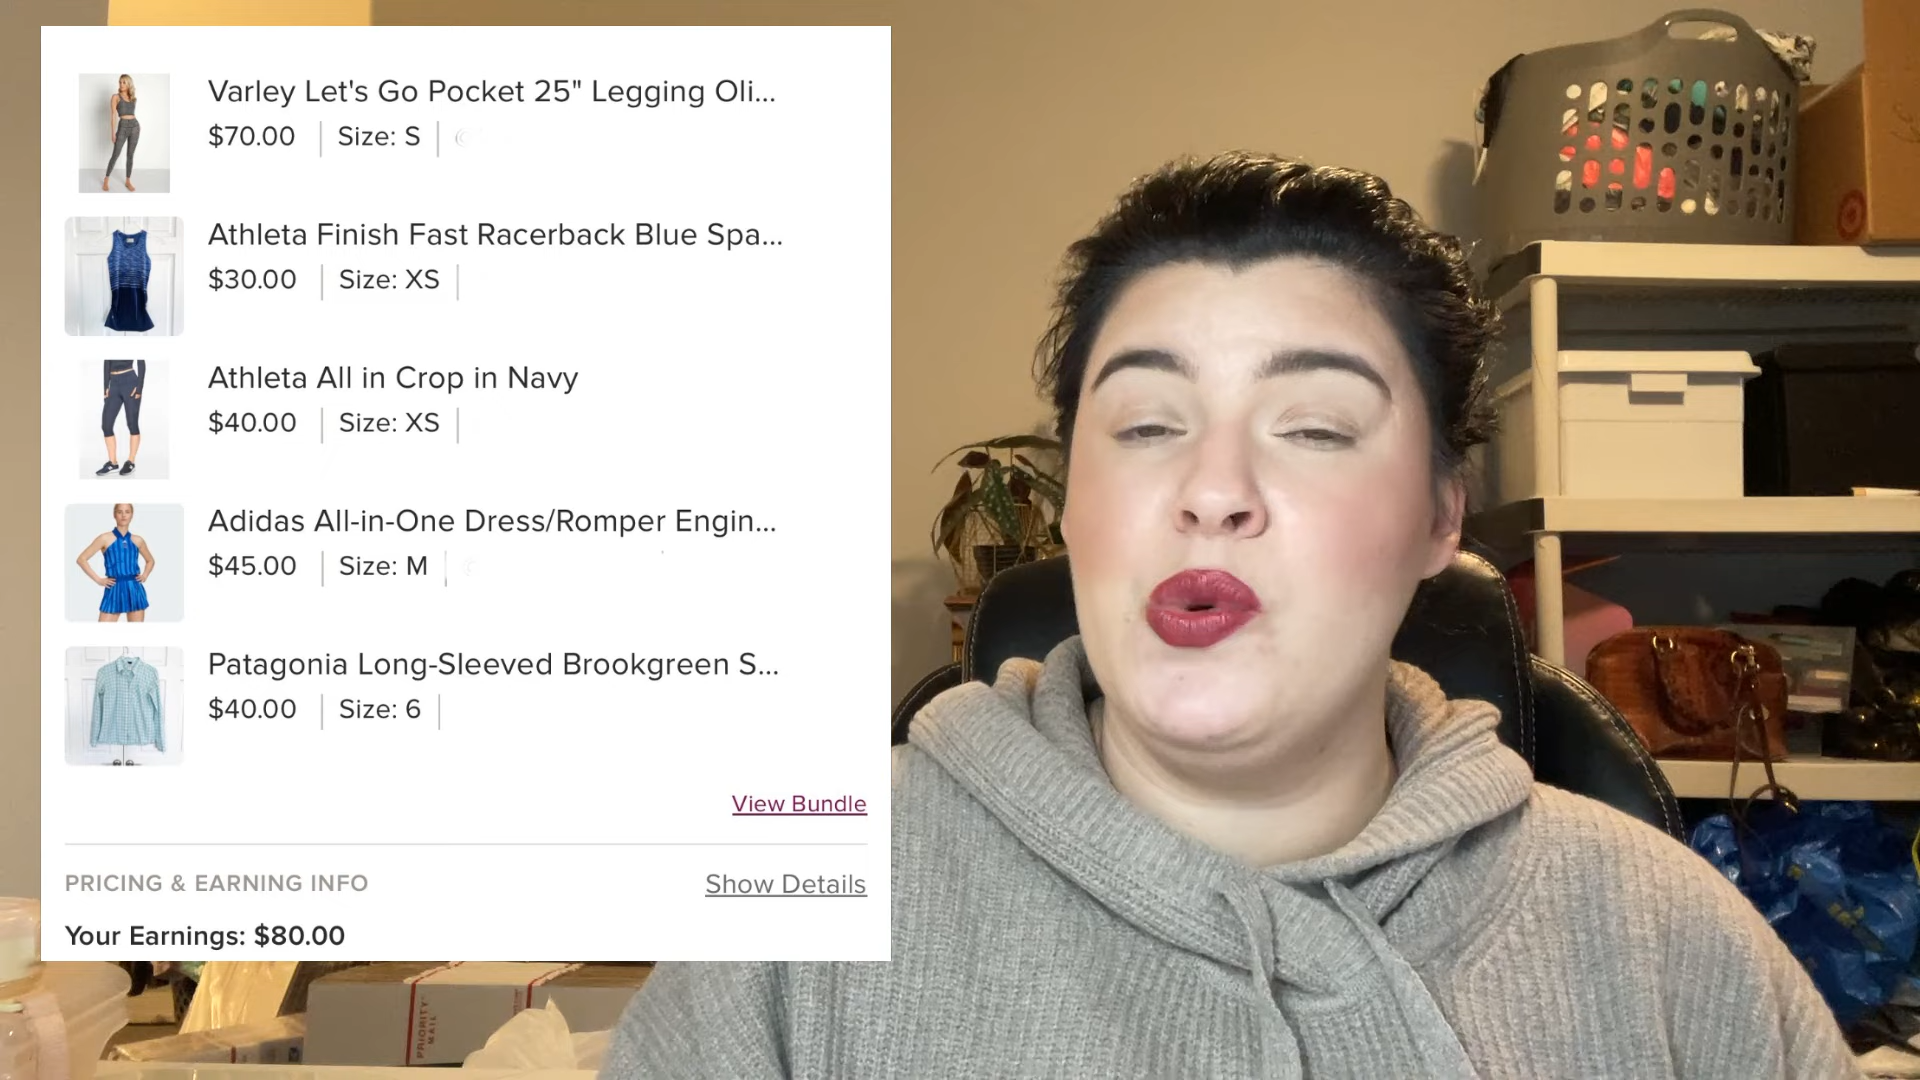 Varley Let's Go Pocket 25" Legging Oli...
$70.00 | Size: S |
Athleta Finish Fast Racerback Blue Spa...
$30.00 | Size: XS |
Athleta All in Crop in Navy
$40.00 | Size: XS |
Adidas All-in-One Dress/Romper Engin...
$45.00 | Size: M |
Patagonia Long-Sleeved Brookgreen S...
$40.00 | Size: 6 |
View Bundle
PRICING & EARNING INFO
Show Details
Your Earnings: $80.00
PRIORITY
MAIL